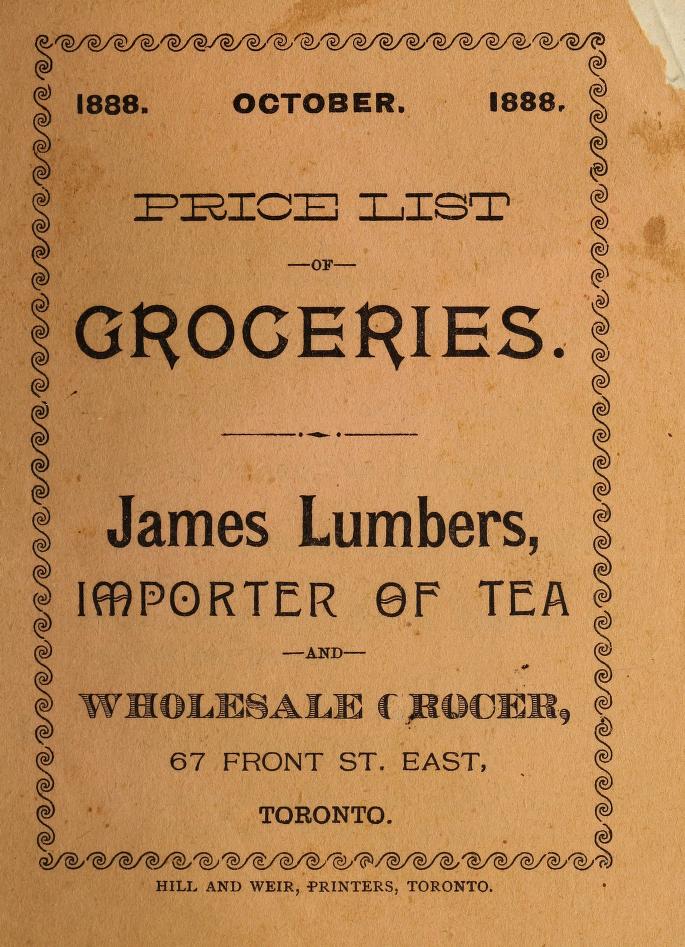 1888. OCTOBER. 1888.
PRICE LIST
—OF—
GROCERIES.
James Lumbers,
IMPORTER OF TEA
—AND—
WHOLESALE GROCER,
67 FRONT ST. EAST,
TORONTO.
HILL AND WEIR, PRINTERS, TORONTO.